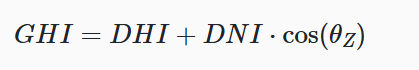 GHI = DHI + DNI · cos(θ_Z)